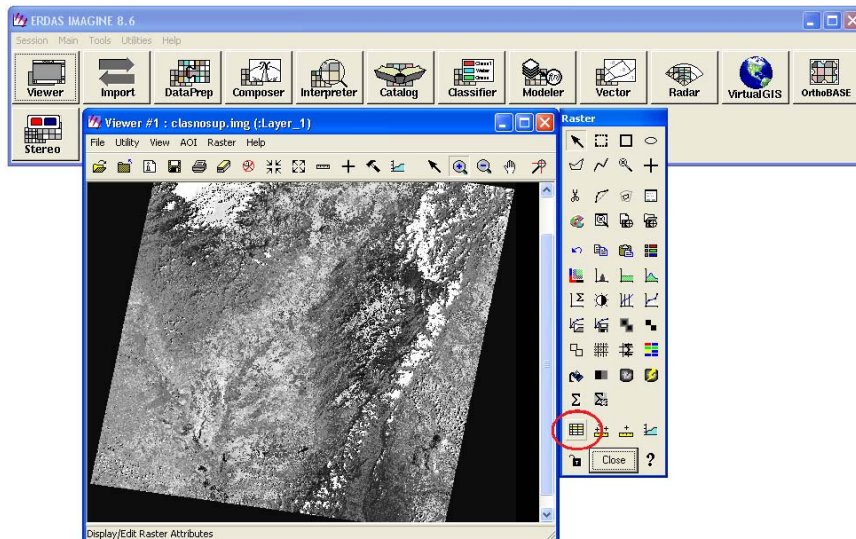 ERDAS IMAGINE 8.6
Session Main Tools Utilities Help
Viewer Import DataPrep Composer Interpreter Catalog Classifier Modeler Vector Radar VirtualGIS OrthoBASE
Stereo
Viewer #1 : clasnosup.img (:Layer_1)
File Utility View AOI Raster Help
Raster
Close
Display/Edit Raster Attributes